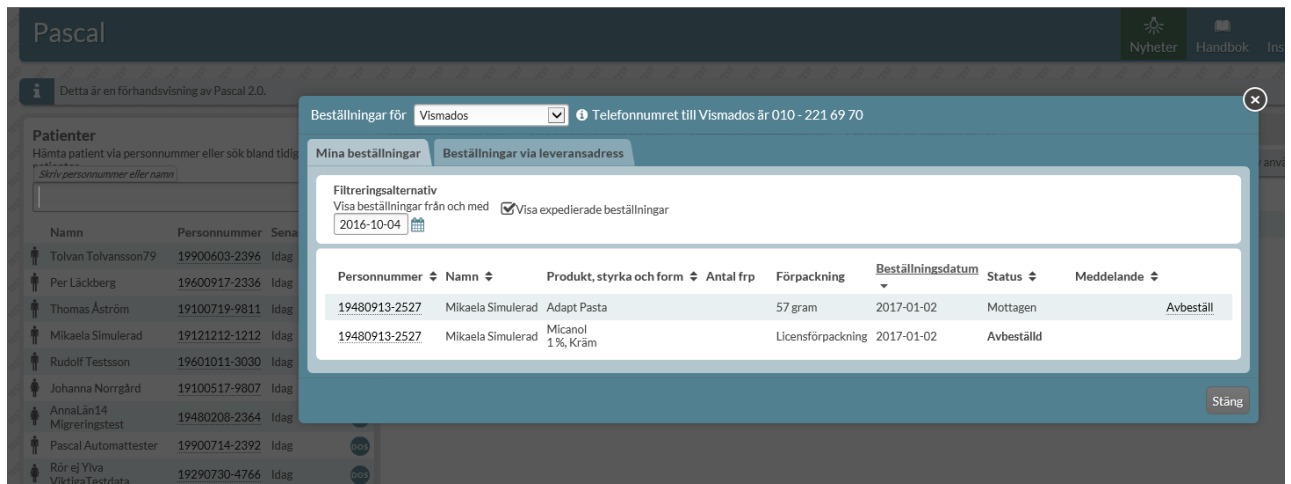 Pascal
Nyheter
Handbok
Ins
i Detta är en förhandsvisning av Pascal 2.0.
Patienter
Hämta patient via personnummer eller sök bland tidig
Skriv personnummer eller namn
Namn Personnummer Sena
Tolvan Tolvansson79 19900603-2396 Idag
Per Läckberg 19600917-2336 Idag
Thomas Åström 19100719-9811 Idag
Mikaela Simulerad 19121212-1212 Idag
Rudolf Testsson 19601011-3030 Idag
Johanna Norrgård 19100517-9807 Idag
AnnaLän14
Migreringstest 19480208-2364 Idag
Pascal Automattester 19900714-2392 Idag DOS
Rör ej Ylva
ViktigaTestdata 19290730-4766 Idag DOS
Beställningar för Vismados Telefonnumret till Vismados är 010 - 221 69 70
Mina beställningar Beställningar via leveransadress
Filtreringsalternativ
Visa beställningar från och med Visa expedierade beställningar
2016-10-04
Personnummer Namn Produkt, styrka och form Antal frp Förpackning Beställningsdatum Status Meddelande
19480913-2527 Mikaela Simulerad Adapt Pasta 57 gram 2017-01-02 Mottagen Avbeställ
19480913-2527 Mikaela Simulerad Micanol
1 %, Kräm Licensförpackning 2017-01-02 Avbeställd
Stäng